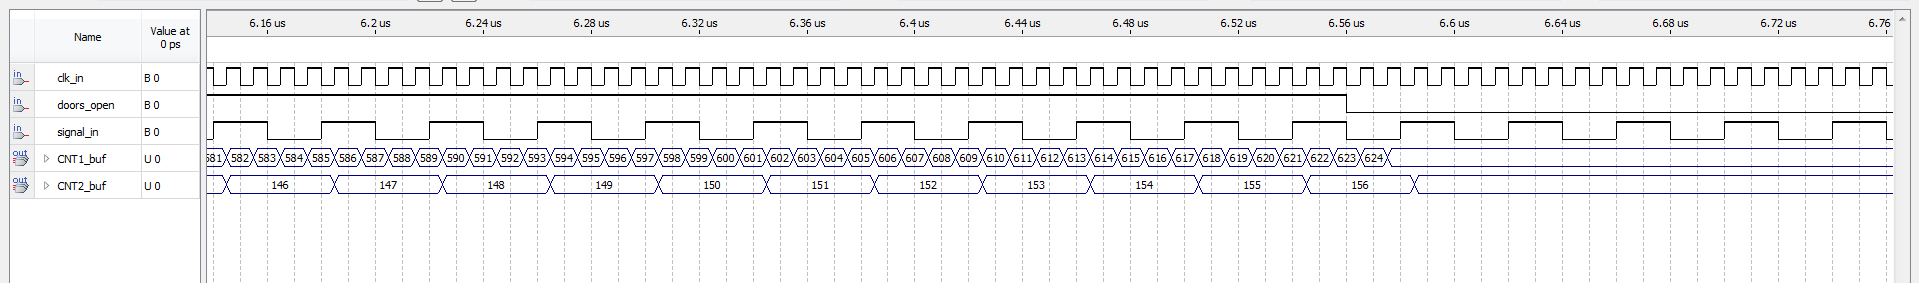 6.16 us 6.2 us 6.24 us 6.28 us 6.32 us 6.36 us 6.4 us 6.44 us 6.48 us 6.52 us 6.56 us 6.6 us 6.64 us 6.68 us 6.72 us 6.76
Name Value at
0 ps
in clk_in B 0
in doors_open B 0
in signal_in B 0
out CNT1_buf U 0 581 582 583 584 585 586 587 588 589 590 591 592 593 594 595 596 597 598 599 600 601 602 603 604 605 606 607 608 609 610 611 612 613 614 615 616 617 618 619 620 621 622 623 624
out CNT2_buf U 0 146 147 148 149 150 151 152 153 154 155 156